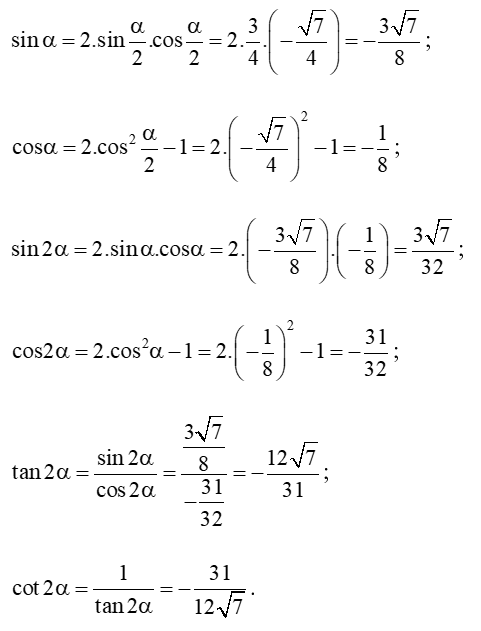 sinα = 2.sin α/2 .cos α/2 = 2. 3/4 .(−√7/4) = −3√7/8 ;
cosα = 2.cos² α/2 − 1 = 2.(−√7/4)² − 1 = −1/8 ;
sin2α = 2.sinα.cosα = 2.(−3√7/8).(−1/8) = 3√7/32 ;
cos2α = 2.cos²α − 1 = 2.(−1/8)² − 1 = −31/32 ;
tan2α = sin2α/cos2α = (3√7/8)/(−31/32) = −12√7/31 ;
cot2α = 1/tan2α = −31/12√7 .